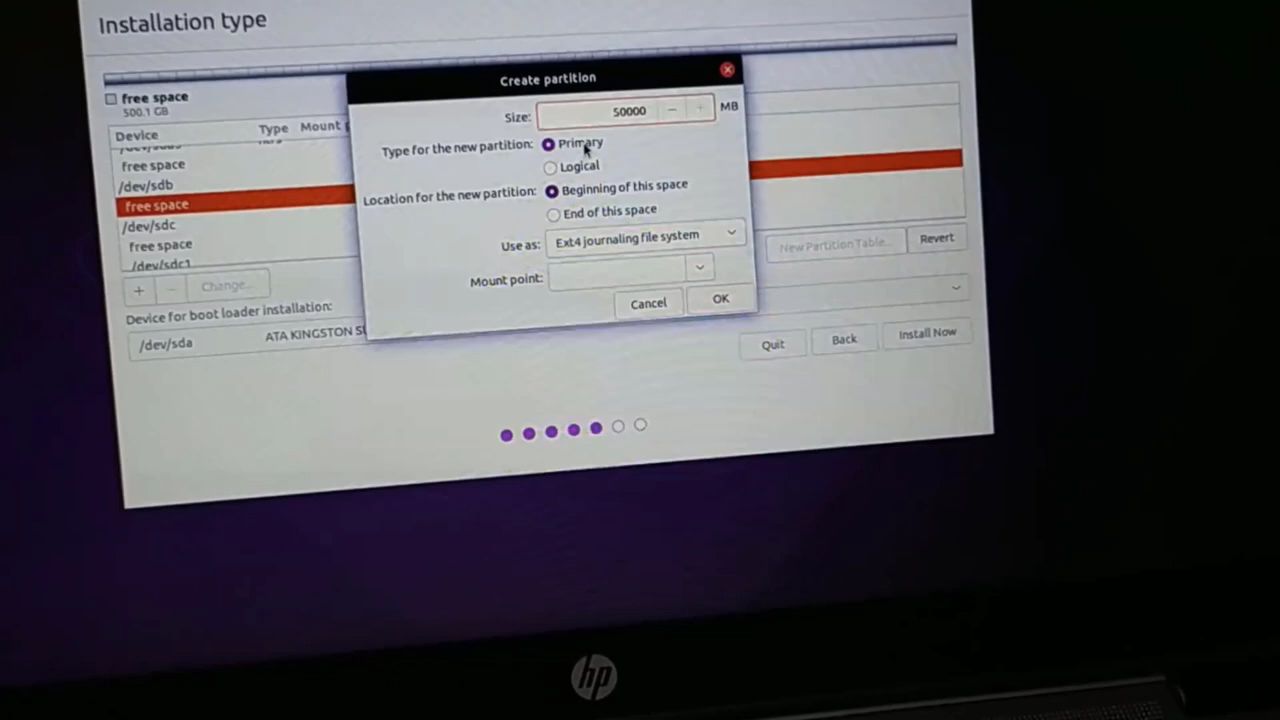 Installation type
Create partition
free space
500.1 GB
Size: 50000 MB
Device Type Mount
Type for the new partition: Primary
free space
Logical
/dev/sdb
Location for the new partition: Beginning of this space
free space
End of this space
/dev/sdc
Use as: Ext4 journaling file system
New Partition Table... Revert
free space
Mount point:
/dev/sdc1
+ - Change...
Cancel OK
Device for boot loader installation:
/dev/sda ATA KINGSTON
Quit Back Install Now
hp